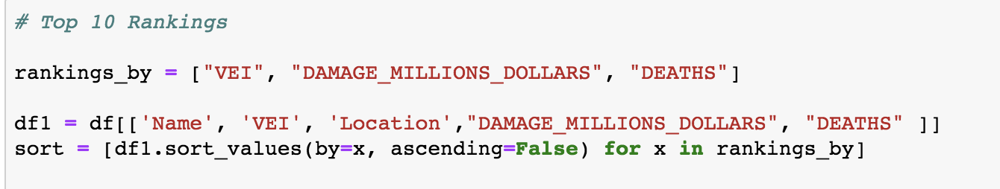 # Top 10 Rankings
rankings_by = ["VEI", "DAMAGE_MILLIONS_DOLLARS", "DEATHS"]
df1 = df[['Name', 'VEI', 'Location',"DAMAGE_MILLIONS_DOLLARS", "DEATHS" ]]
sort = [df1.sort_values(by=x, ascending=False) for x in rankings_by]